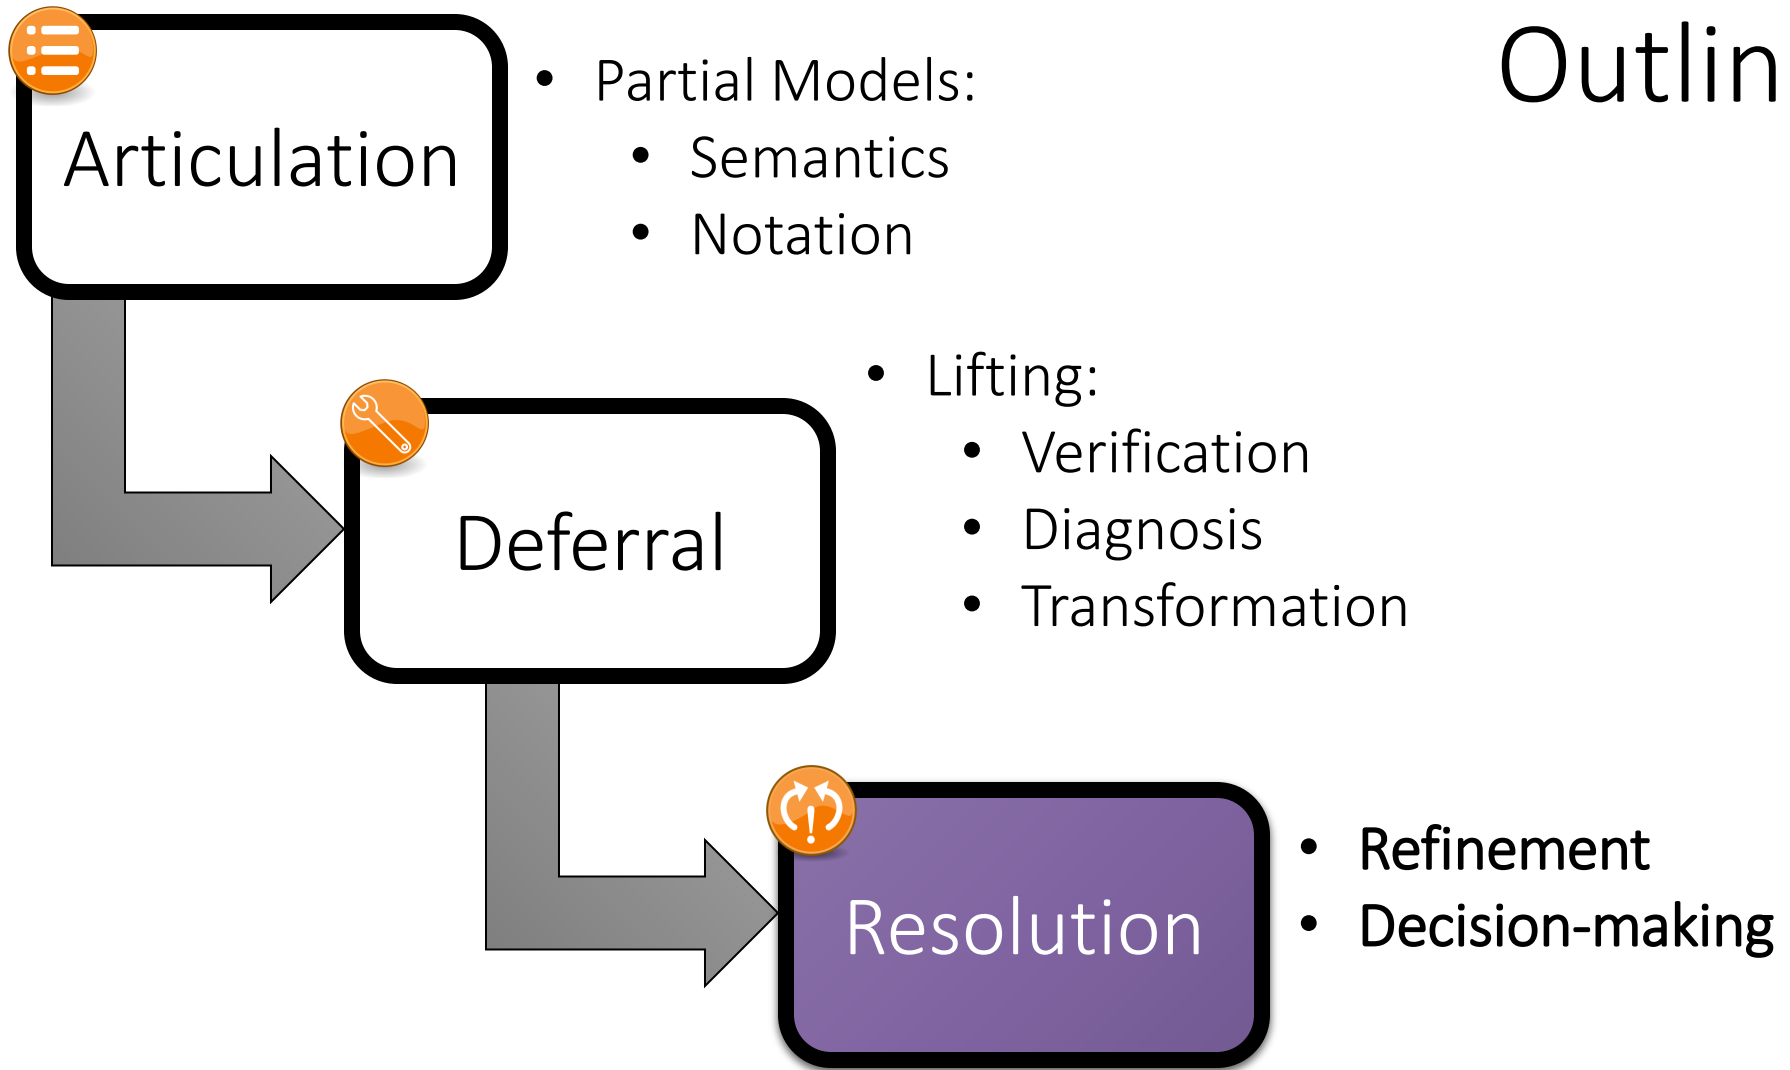 Outlin
Articulation
• Partial Models:
• Semantics
• Notation
Deferral
• Lifting:
• Verification
• Diagnosis
• Transformation
Resolution
• Refinement
• Decision-making